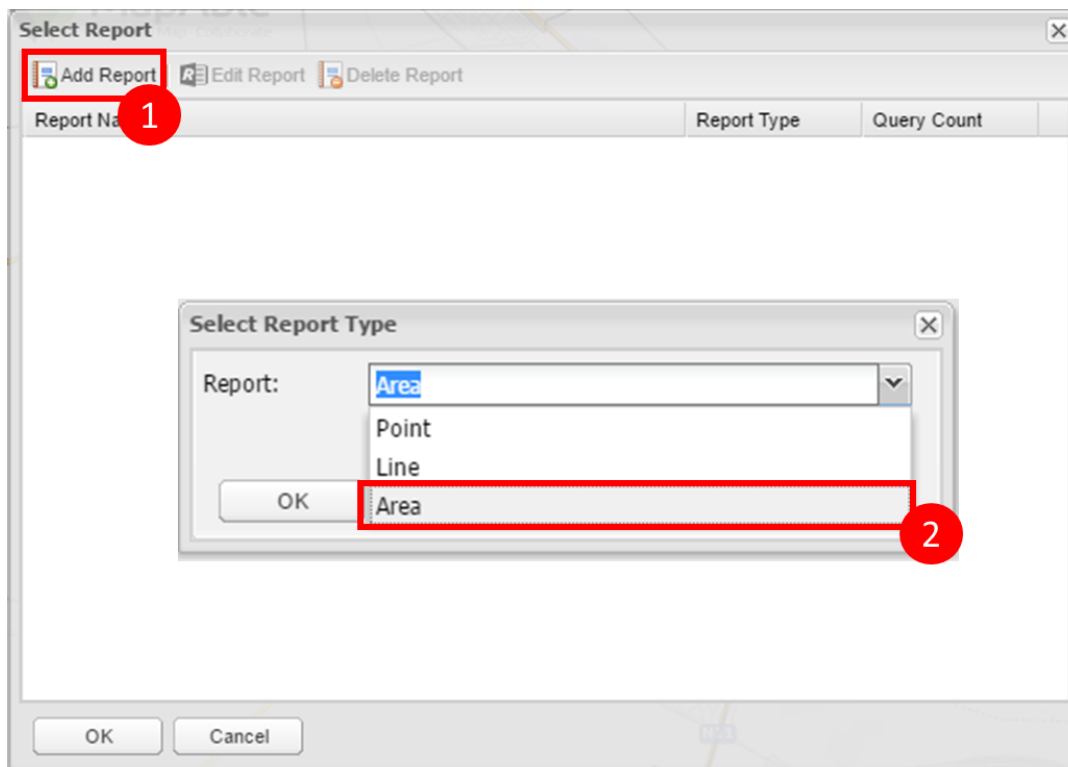 MapAble
Select Report
Add Report Edit Report Delete Report
1
Report Na Report Type Query Count
Select Report Type
Report: Area
Point
Line
OK Area
2
OK Cancel